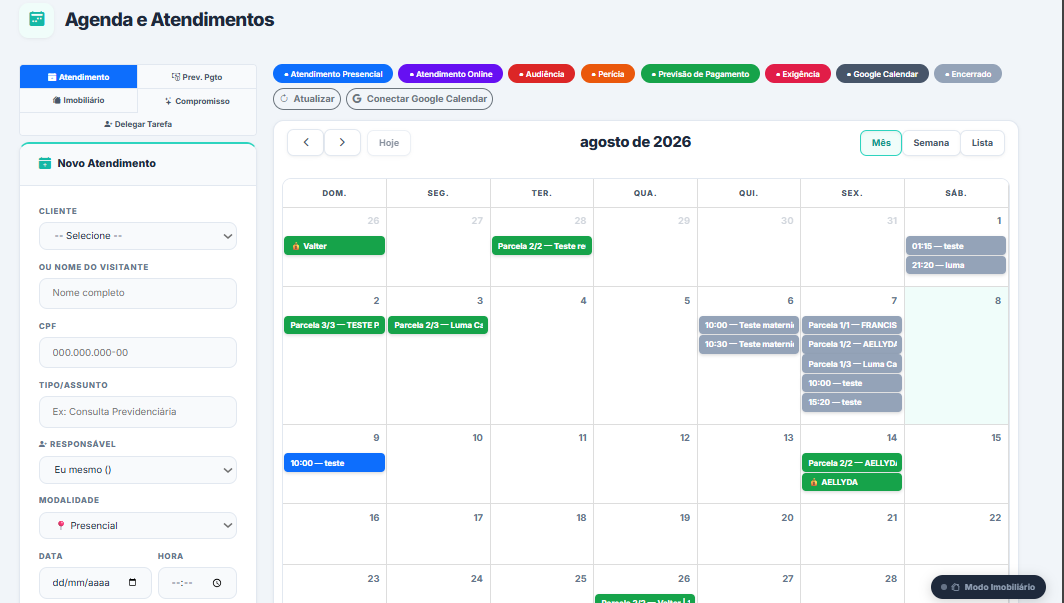 Agenda e Atendimentos
Atendimento
Prev. Pgto
Imobiliário
Compromisso
Delegar Tarefa
Novo Atendimento
CLIENTE
-- Selecione --
OU NOME DO VISITANTE
Nome completo
CPF
000.000.000-00
TIPO/ASSUNTO
Ex: Consulta Previdenciária
RESPONSÁVEL
Eu mesmo ()
MODALIDADE
Presencial
DATA HORA
dd/mm/aaaa --:--
• Atendimento Presencial • Atendimento Online • Audiência • Perícia • Previsão de Pagamento • Exigência • Google Calendar • Encerrado
Atualizar G Conectar Google Calendar
Hoje agosto de 2026 Mês Semana Lista
DOM. SEG. TER. QUA. QUI. SEX. SÁB.
26 27 28 29 30 31 1
Valter
Parcela 2/2 — Teste re
01:15 — teste
21:20 — luma
2 3 4 5 6 7 8
Parcela 3/3 — TESTE P
Parcela 2/3 — Luma Ca
10:00 — Teste materni
10:30 — Teste materni
Parcela 1/1 — FRANCIS
Parcela 1/2 — AELLYDA
Parcela 1/3 — Luma Ca
10:00 — teste
15:20 — teste
9 10 11 12 13 14 15
10:00 — teste
Parcela 2/2 — AELLYDA
AELLYDA
16 17 18 19 20 21 22
23 24 25 26 27 28
Modo Imobiliário